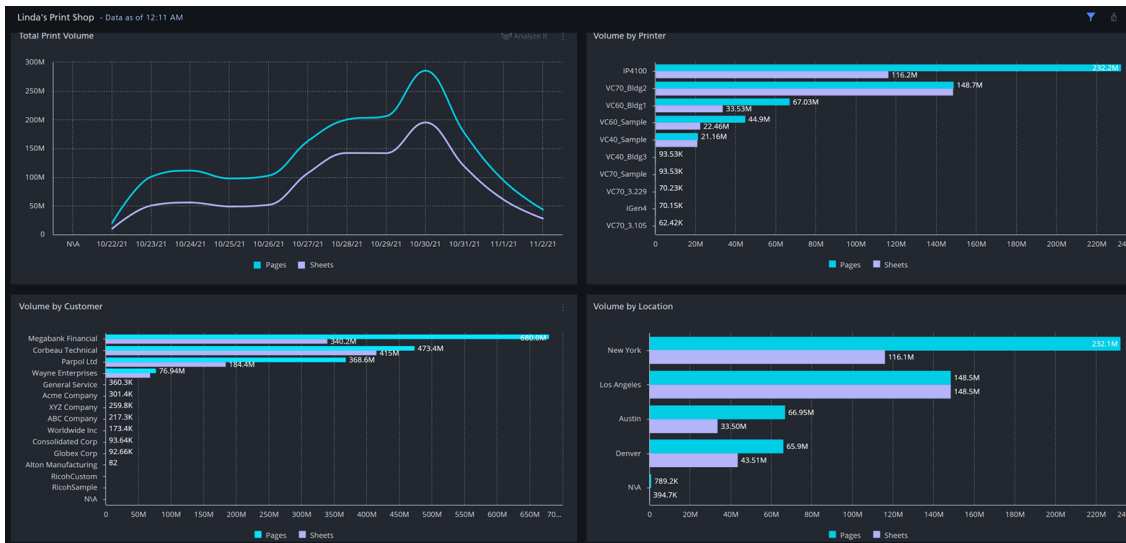 Linda's Print Shop - Data as of 12:11 AM
Total Print Volume
Analyze It
300M
250M
200M
150M
100M
50M
0
N\A 10/22/21 10/23/21 10/24/21 10/25/21 10/26/21 10/27/21 10/28/21 10/29/21 10/30/21 10/31/21 11/1/21 11/2/21
Pages Sheets
Volume by Printer
IP4100 232.2M
116.2M
VC70_Bldg2 148.7M
VC60_Bldg1 67.03M
33.53M
VC60_Sample 44.9M
22.46M
VC40_Sample 21.16M
VC40_Bldg3 93.53K
VC70_Sample 93.53K
VC70_3.229 70.23K
iGen4 70.15K
VC70_3.105 62.42K
0 20M 40M 60M 80M 100M 120M 140M 160M 180M 200M 220M 24
Pages Sheets
Volume by Customer
Megabank Financial 680.0M
340.2M
Corbeau Technical 473.4M
415M
Parpol Ltd 368.6M
184.4M
Wayne Enterprises 76.94M
General Service 360.3K
Acme Company 301.4K
XYZ Company 259.8K
ABC Company 217.3K
Worldwide Inc 173.4K
Consolidated Corp 93.64K
Globex Corp 92.66K
Alton Manufacturing 82
RicohCustom
RicohSample
N\A
0 50M 100M 150M 200M 250M 300M 350M 400M 450M 500M 550M 600M 650M 70...
Pages Sheets
Volume by Location
New York 232.1M
116.1M
Los Angeles 148.5M
148.5M
Austin 66.95M
33.50M
Denver 65.9M
43.51M
N\A 789.2K
394.7K
0 20M 40M 60M 80M 100M 120M 140M 160M 180M 200M 220M 24
Pages Sheets